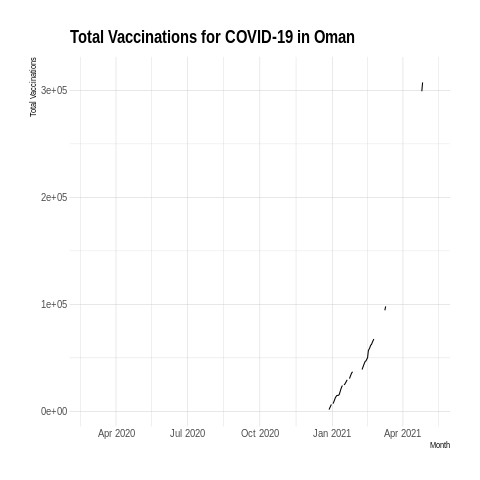 Total Vaccinations for COVID-19 in Oman
Total Vaccinations
3e+05
2e+05
1e+05
0e+00
Apr 2020
Jul 2020
Oct 2020
Jan 2021
Apr 2021
Month